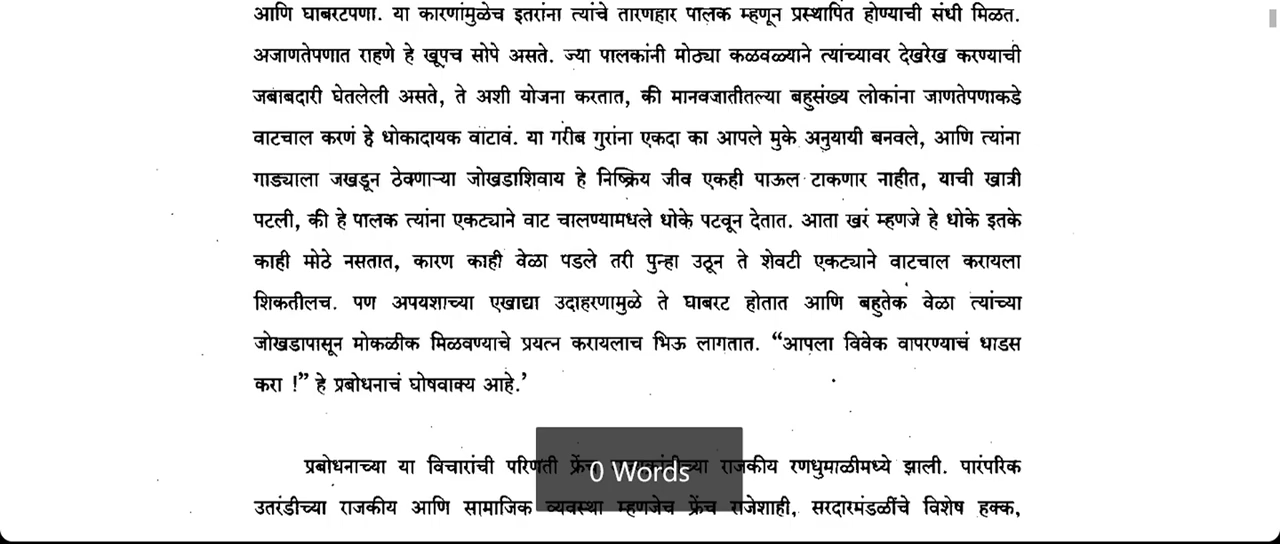 आणि घाबरटपणा. या कारणांमुळेच इतरांना त्यांचे तारणहार पालक म्हणून प्रस्थापित होण्याची संधी मिळत.
अजाणतेपणात राहणे हे खूपच सोपे असते. ज्या पालकांनी मोठ्या कळवळ्याने त्यांच्यावर देखरेख करण्याची
जबाबदारी घेतलेली असते, ते अशी योजना करतात, की मानवजातीतल्या बहुसंख्य लोकांना जाणतेपणाकडे
वाटचाल करणं हे धोकादायक वाटावं. या गरीब गुरांना एकदा का आपले मुके अनुयायी बनवले, आणि त्यांना
गाड्याला जखडून ठेवणाऱ्या जोखडाशिवाय हे निष्क्रिय जीव एकही पाऊल टाकणार नाहीत, याची खात्री
पटली, की हे पालक त्यांना एकट्याने वाट चालण्यामधले धोके पटवून देतात. आता खरं म्हणजे हे धोके इतके
काही मोठे नसतात, कारण काही वेळा पडले तरी पुन्हा उठून ते शेवटी एकट्याने वाटचाल करायला
शिकतीलच. पण अपयशाच्या एखाद्या उदाहरणामुळे ते घाबरट होतात आणि बहुतेक वेळा त्यांच्या
जोखडापासून मोकळीक मिळवण्याचे प्रयत्न करायलाच भिऊ लागतात. “आपला विवेक वापरण्याचं धाडस
करा !” हे प्रबोधनाचं घोषवाक्य आहे.’
प्रबोधनाच्या या विचारांची परिणती फ्रेंच राज्यक्रांतीच्या राजकीय रणधुमाळीमध्ये झाली. पारंपरिक
0 Words
उतरंडीच्या राजकीय आणि सामाजिक व्यवस्था म्हणजेच फ्रेंच राजेशाही, सरदारमंडळींचे विशेष हक्क,